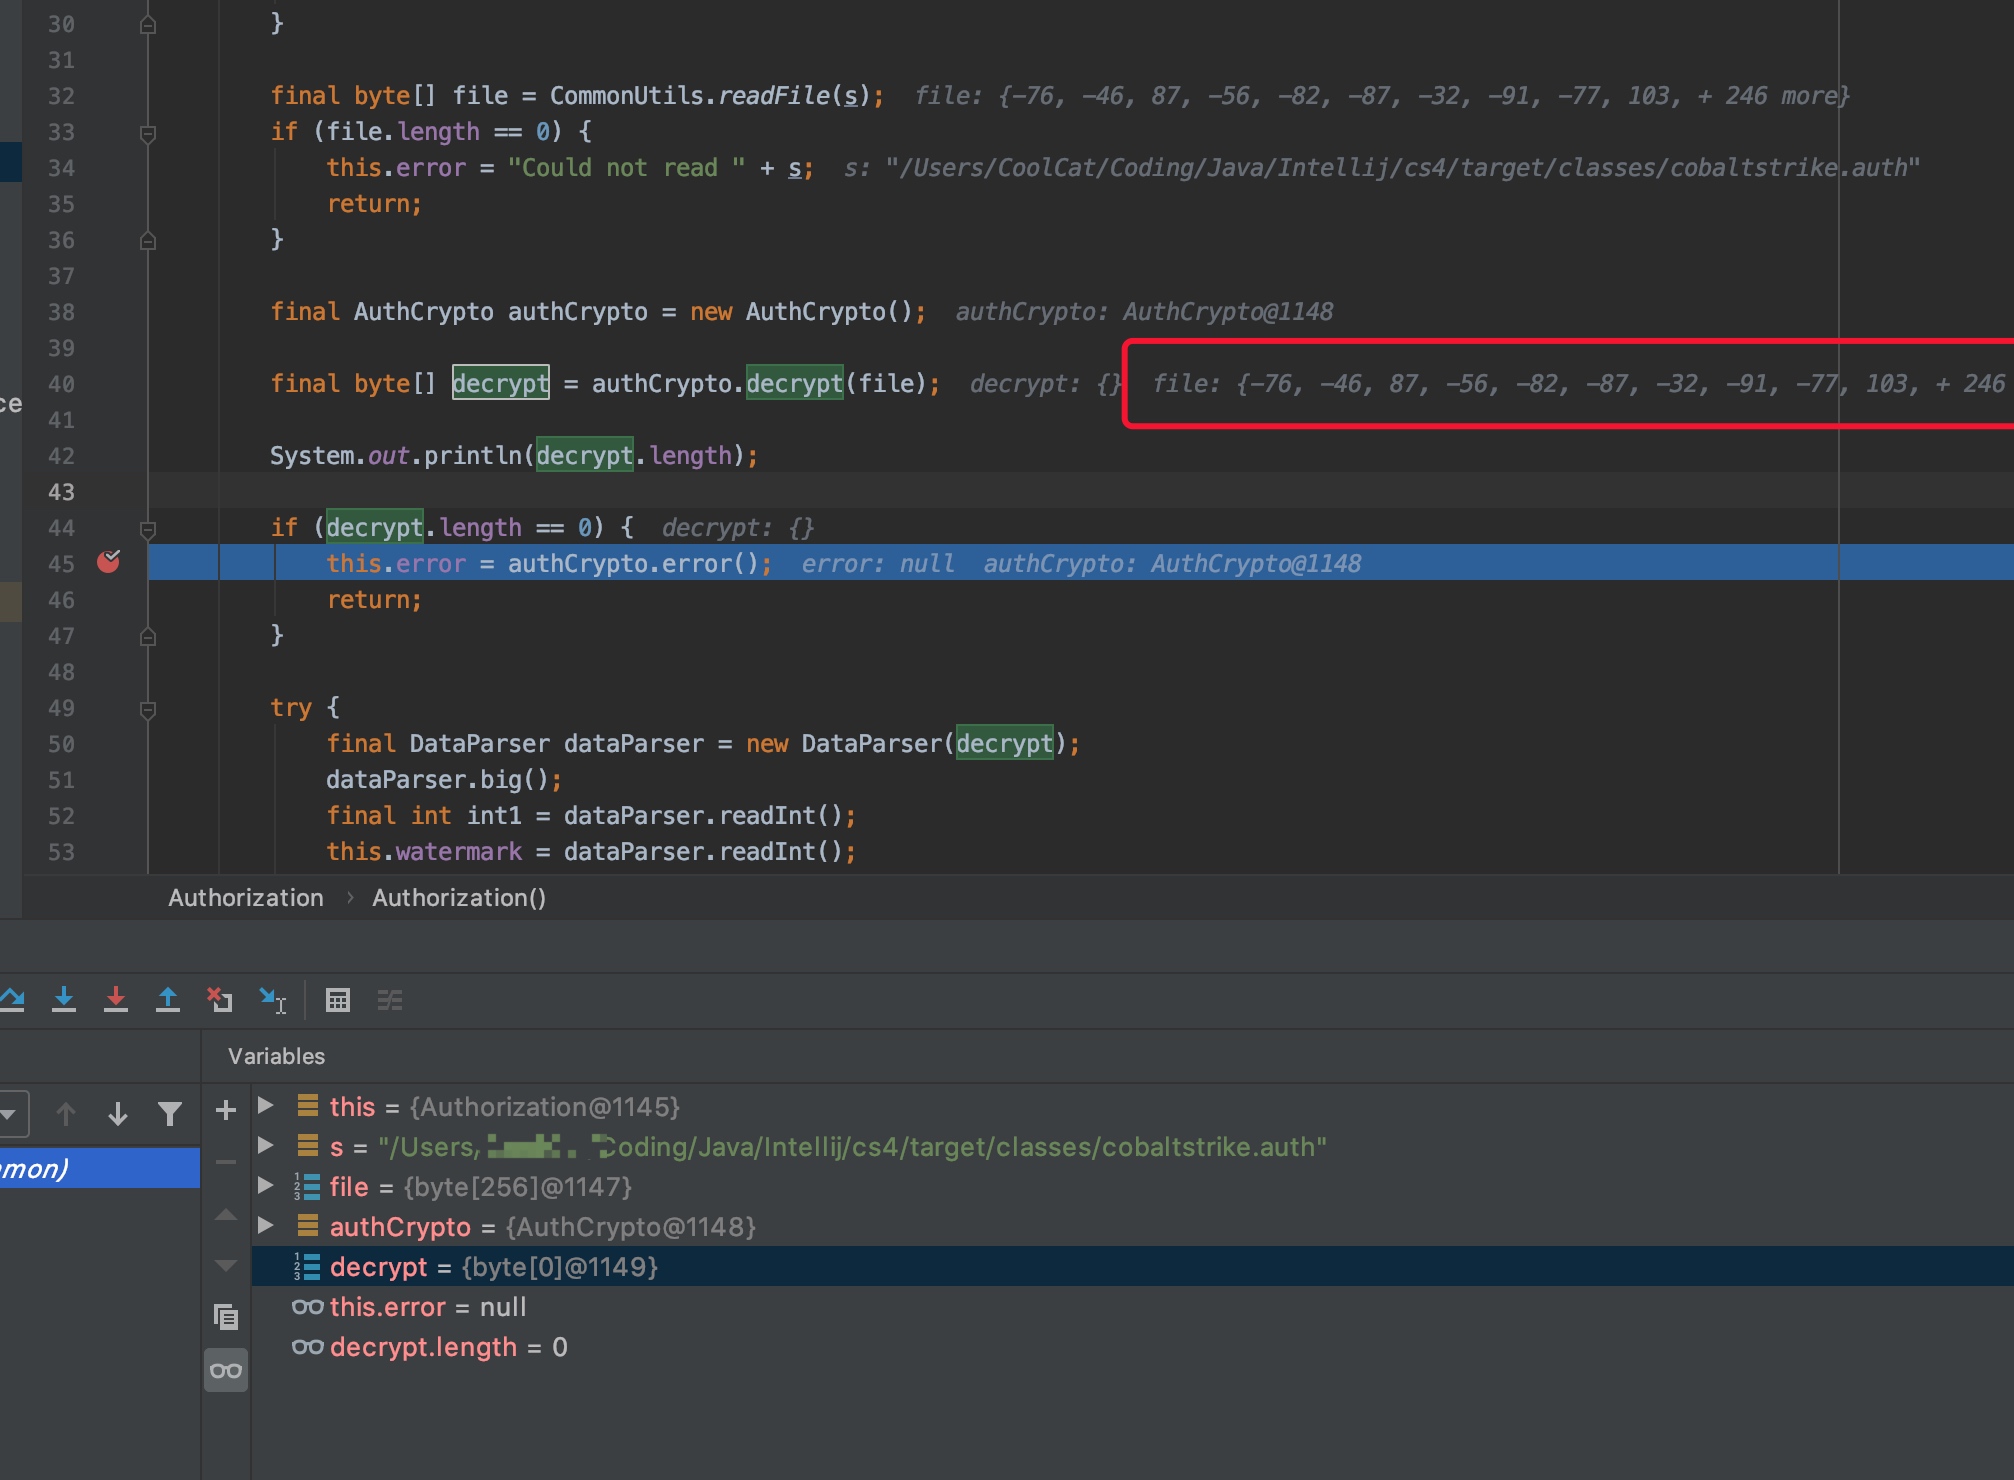 30 }
31
32 final byte[] file = CommonUtils.readFile(s); file: {-76, -46, 87, -56, -82, -87, -32, -91, -77, 103, + 246 more}
33 if (file.length == 0) {
34 this.error = "Could not read " + s; s: "/Users/CoolCat/Coding/Java/Intellij/cs4/target/classes/cobaltstrike.auth"
35 return;
36 }
37
38 final AuthCrypto authCrypto = new AuthCrypto(); authCrypto: AuthCrypto@1148
39
40 final byte[] decrypt = authCrypto.decrypt(file); decrypt: {} file: {-76, -46, 87, -56, -82, -87, -32, -91, -77, 103, + 246
ce
41
42 System.out.println(decrypt.length);
43
44 if (decrypt.length == 0) { decrypt: {}
45 this.error = authCrypto.error(); error: null authCrypto: AuthCrypto@1148
46 return;
47 }
48
49 try {
50 final DataParser dataParser = new DataParser(decrypt);
51 dataParser.big();
52 final int int1 = dataParser.readInt();
53 this.watermark = dataParser.readInt();
Authorization › Authorization()
Variables
this = {Authorization@1145}
s = "/Users, Coding/Java/Intellij/cs4/target/classes/cobaltstrike.auth"
mon)
file = {byte[256]@1147}
authCrypto = {AuthCrypto@1148}
decrypt = {byte[0]@1149}
this.error = null
decrypt.length = 0